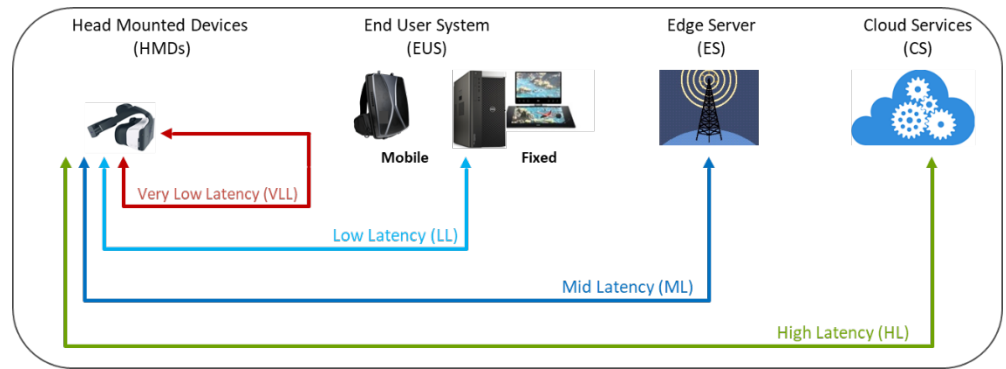 Head Mounted Devices
(HMDs)
End User System
(EUS)
Edge Server
(ES)
Cloud Services
(CS)
Mobile
Fixed
Very Low Latency (VLL)
Low Latency (LL)
Mid Latency (ML)
High Latency (HL)